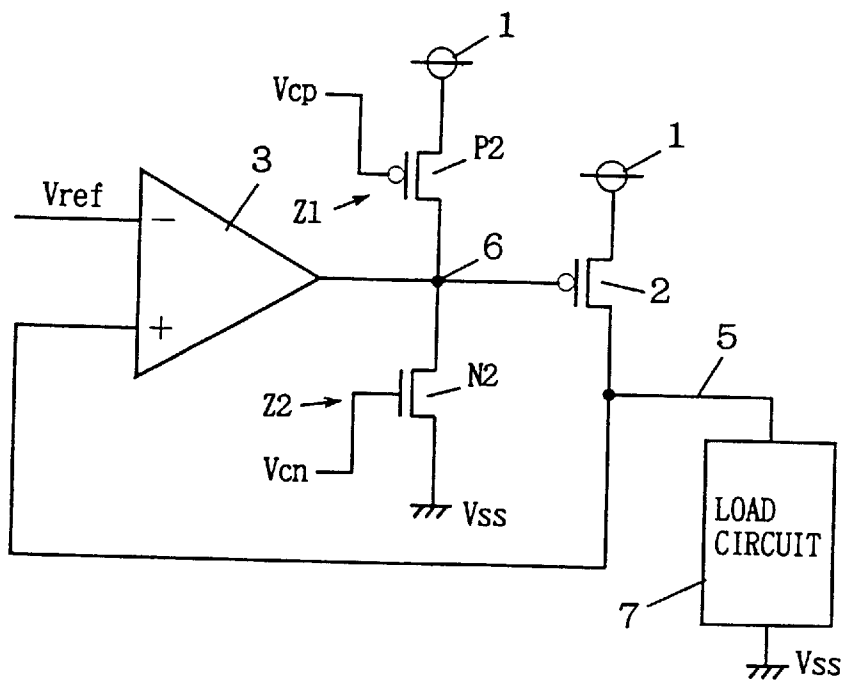 1
Vcp
P2
1
3
Vref
Z1
6
−
2
+
5
N2
Z2
Vcn
Vss
LOAD
CIRCUIT
7
Vss